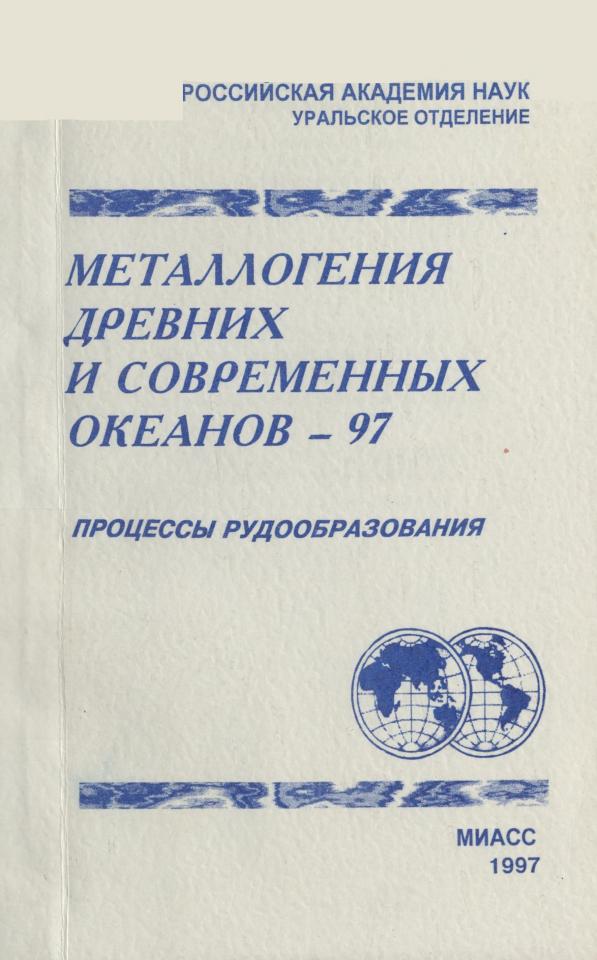 РОССИЙСКАЯ АКАДЕМИЯ НАУК
УРАЛЬСКОЕ ОТДЕЛЕНИЕ
МЕТАЛЛОГЕНИЯ
ДРЕВНИХ
И СОВРЕМЕННЫХ
ОКЕАНОВ – 97
ПРОЦЕССЫ РУДООБРАЗОВАНИЯ
МИАСС
1997